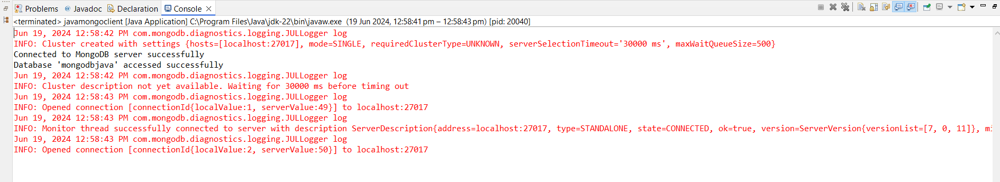 Problems @ Javadoc Declaration Console
<terminated> javamongoclient [Java Application] C:\Program Files\Java\jdk-22\bin\javaw.exe (19 Jun 2024, 12:58:41 pm – 12:58:43 pm) [pid: 20040]
Jun 19, 2024 12:58:42 PM com.mongodb.diagnostics.logging.JULLogger log
INFO: Cluster created with settings {hosts=[localhost:27017], mode=SINGLE, requiredClusterType=UNKNOWN, serverSelectionTimeout='30000 ms', maxWaitQueueSize=500}
Connected to MongoDB server successfully
Database 'mongodbjava' accessed successfully
Jun 19, 2024 12:58:42 PM com.mongodb.diagnostics.logging.JULLogger log
INFO: Cluster description not yet available. Waiting for 30000 ms before timing out
Jun 19, 2024 12:58:43 PM com.mongodb.diagnostics.logging.JULLogger log
INFO: Opened connection [connectionId{localValue:1, serverValue:49}] to localhost:27017
Jun 19, 2024 12:58:43 PM com.mongodb.diagnostics.logging.JULLogger log
INFO: Monitor thread successfully connected to server with description ServerDescription{address=localhost:27017, type=STANDALONE, state=CONNECTED, ok=true, version=ServerVersion{versionList=[7, 0, 11]}, mi
Jun 19, 2024 12:58:43 PM com.mongodb.diagnostics.logging.JULLogger log
INFO: Opened connection [connectionId{localValue:2, serverValue:50}] to localhost:27017